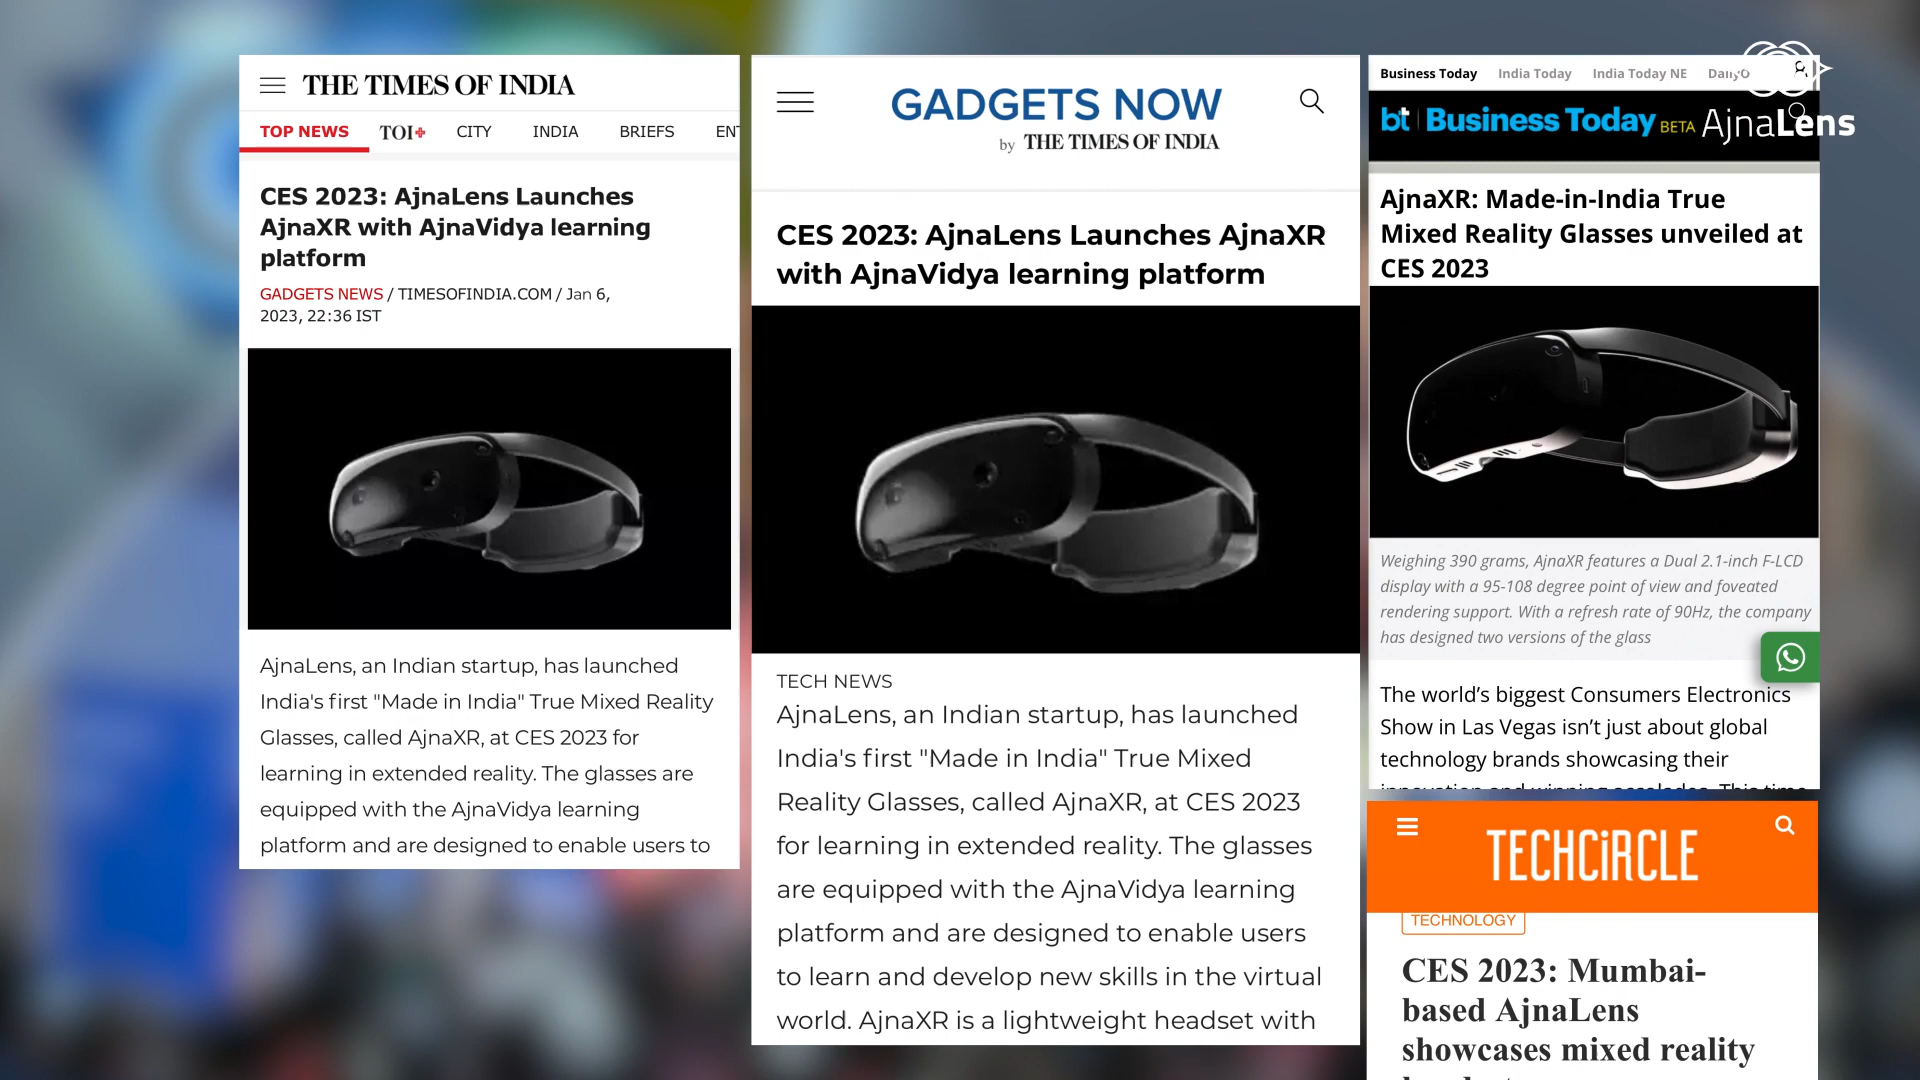 THE TIMES OF INDIA
TOP NEWS TOI+ CITY INDIA BRIEFS ENT
CES 2023: AjnaLens Launches
AjnaXR with AjnaVidya learning
platform
GADGETS NEWS / TIMESOFINDIA.COM / Jan 6,
2023, 22:36 IST
AjnaLens, an Indian startup, has launched
India's first "Made in India" True Mixed Reality
Glasses, called AjnaXR, at CES 2023 for
learning in extended reality. The glasses are
equipped with the AjnaVidya learning
platform and are designed to enable users to
GADGETS NOW
by THE TIMES OF INDIA
CES 2023: AjnaLens Launches AjnaXR
with AjnaVidya learning platform
TECH NEWS
AjnaLens, an Indian startup, has launched
India's first "Made in India" True Mixed
Reality Glasses, called AjnaXR, at CES 2023
for learning in extended reality. The glasses
are equipped with the AjnaVidya learning
platform and are designed to enable users
to learn and develop new skills in the virtual
world. AjnaXR is a lightweight headset with
Business Today India Today India Today NE DailyO
bt Business Today BETA
AjnaLens
AjnaXR: Made-in-India True
Mixed Reality Glasses unveiled at
CES 2023
Weighing 390 grams, AjnaXR features a Dual 2.1-inch F-LCD
display with a 95-108 degree point of view and foveated
rendering support. With a refresh rate of 90Hz, the company
has designed two versions of the glass
The world’s biggest Consumers Electronics
Show in Las Vegas isn’t just about global
technology brands showcasing their
innovation and winning accolades. This time
TECHCiRCLE
TECHNOLOGY
CES 2023: Mumbai-
based AjnaLens
showcases mixed reality